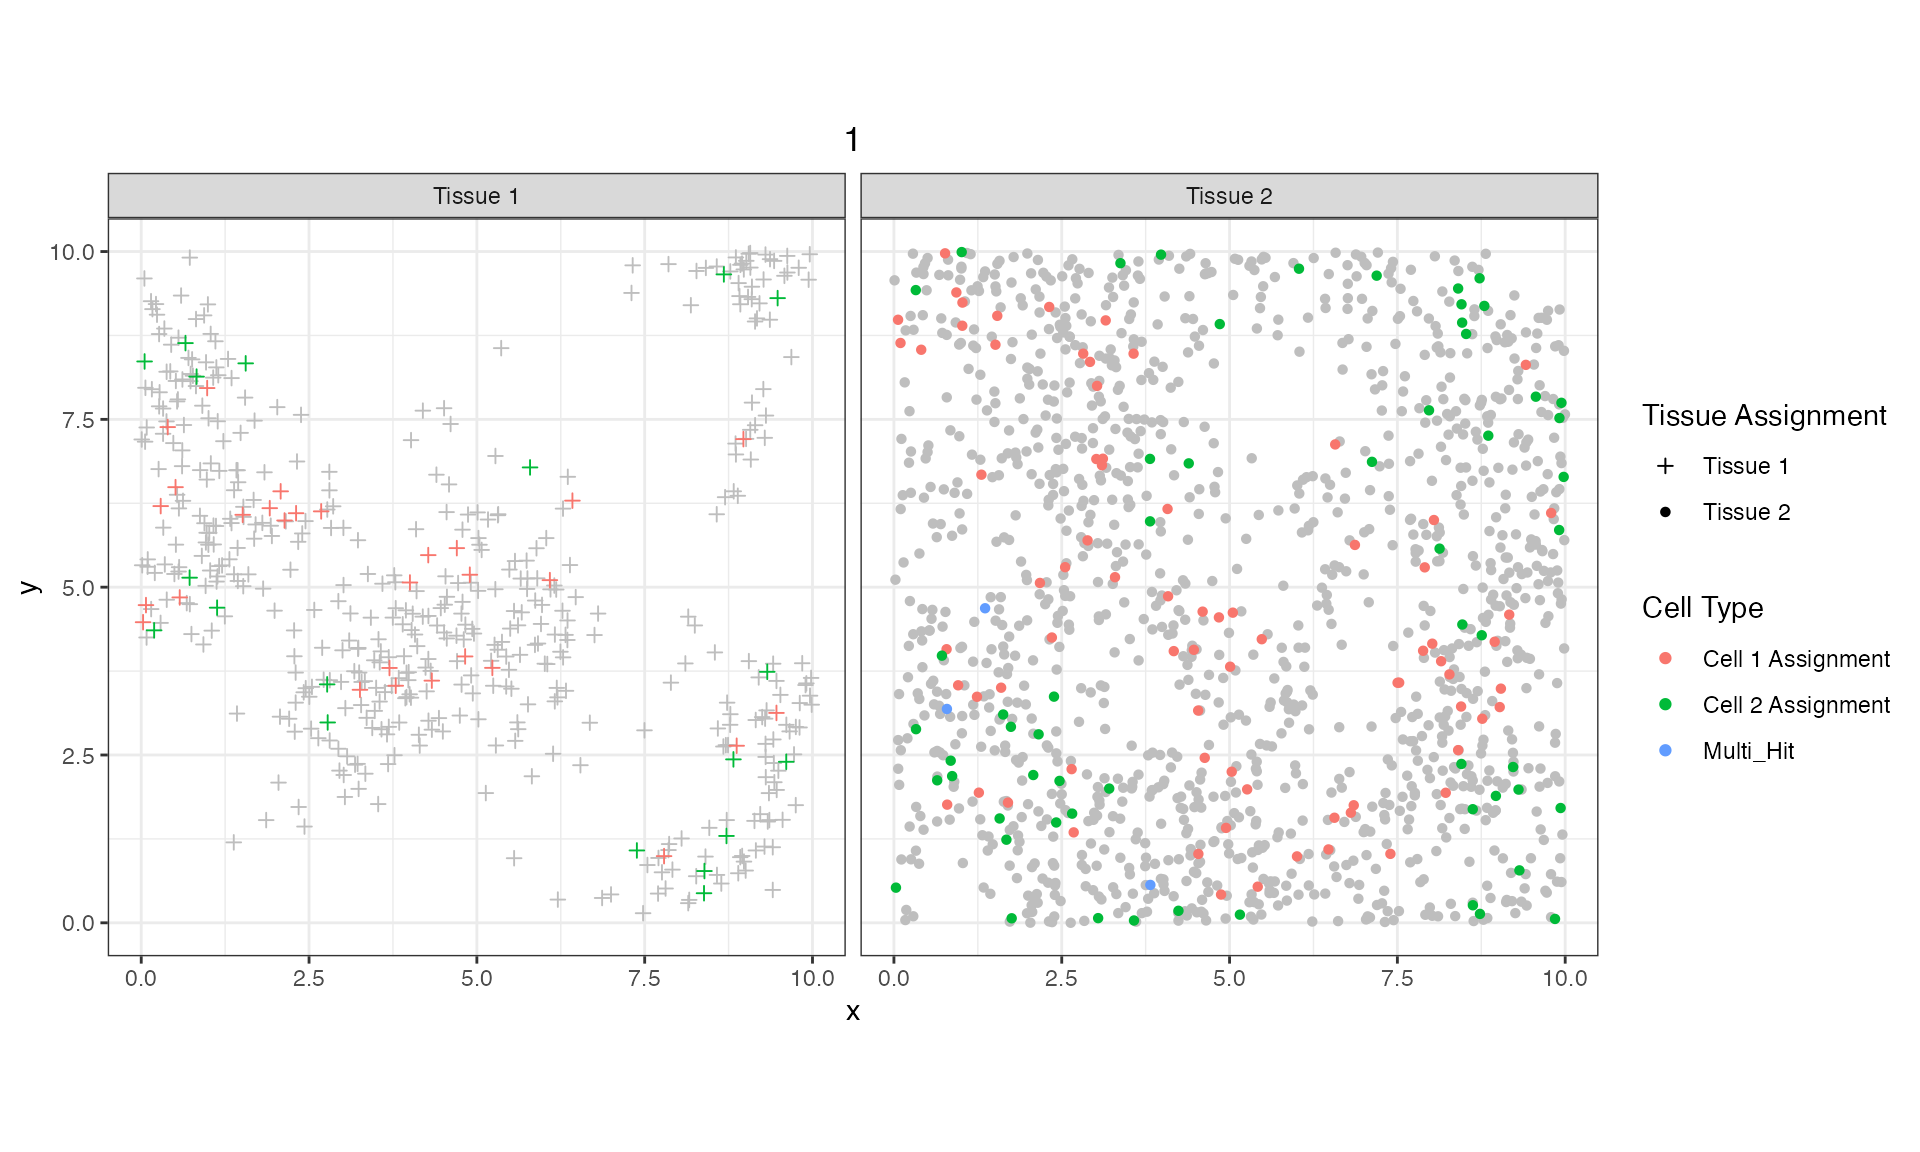 1
Tissue 1
Tissue 2
10.0
7.5
5.0
2.5
0.0
y
0.0 2.5 5.0 7.5 10.0
0.0 2.5 5.0 7.5 10.0
x
Tissue Assignment
Tissue 1
Tissue 2
Cell Type
Cell 1 Assignment
Cell 2 Assignment
Multi_Hit